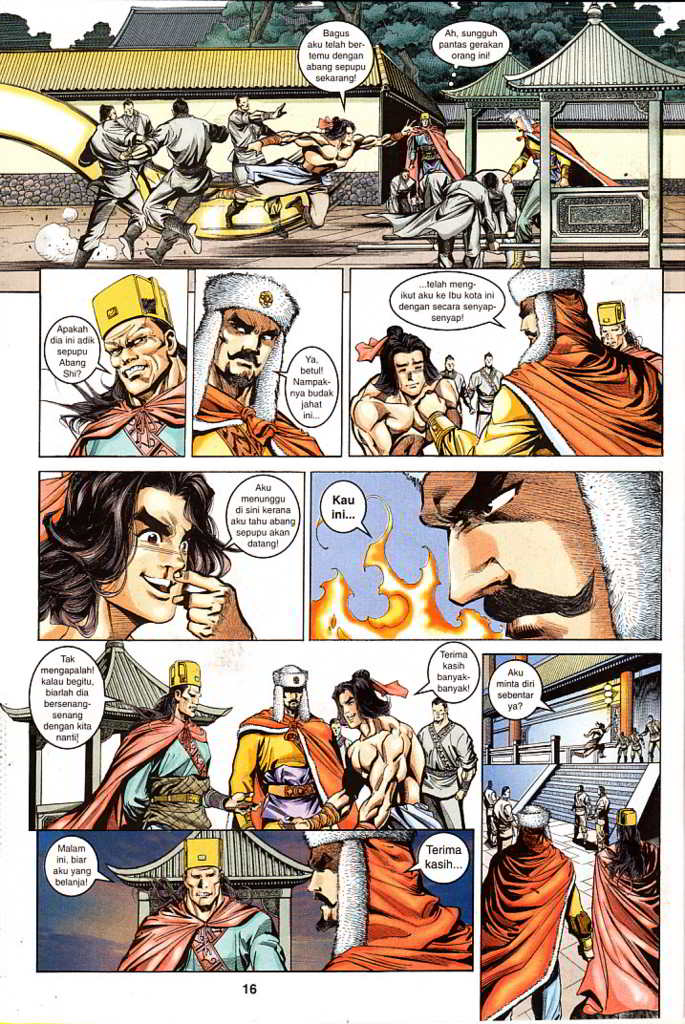 Bagus
aku telah ber-
temu dengan
abang sepupu
sekarang!
Ah, sungguh
pantas gerakan
orang ini!
Apakah
dia ini adik
sepupu
Abang
Shi?
Ya,
betul!
Nampak-
nya budak
jahat
ini...
...telah meng-
ikut aku ke Ibu kota ini
dengan secara senyap-
senyap!
Aku
menunggu
di sini kerana
aku tahu abang
sepupu akan
datang!
Kau
ini...
Tak
mengapalah!
kalau begitu,
biarlah dia
bersenang-
senang
dengan kita
nanti!
Terima
kasih
banyak-
banyak!
Aku
minta diri
sebentar
ya?
Malam
ini, biar
aku yang
belanja!
Terima
kasih...
16